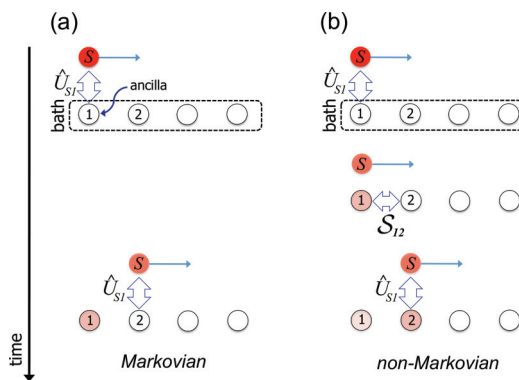 (a)
S
Û_S1
ancilla
bath
1 2
S
Û_S1
1 2
Markovian
time
(b)
S
Û_S1
bath
1 2
S
1 2
S_12
S
Û_S1
1 2
non-Markovian